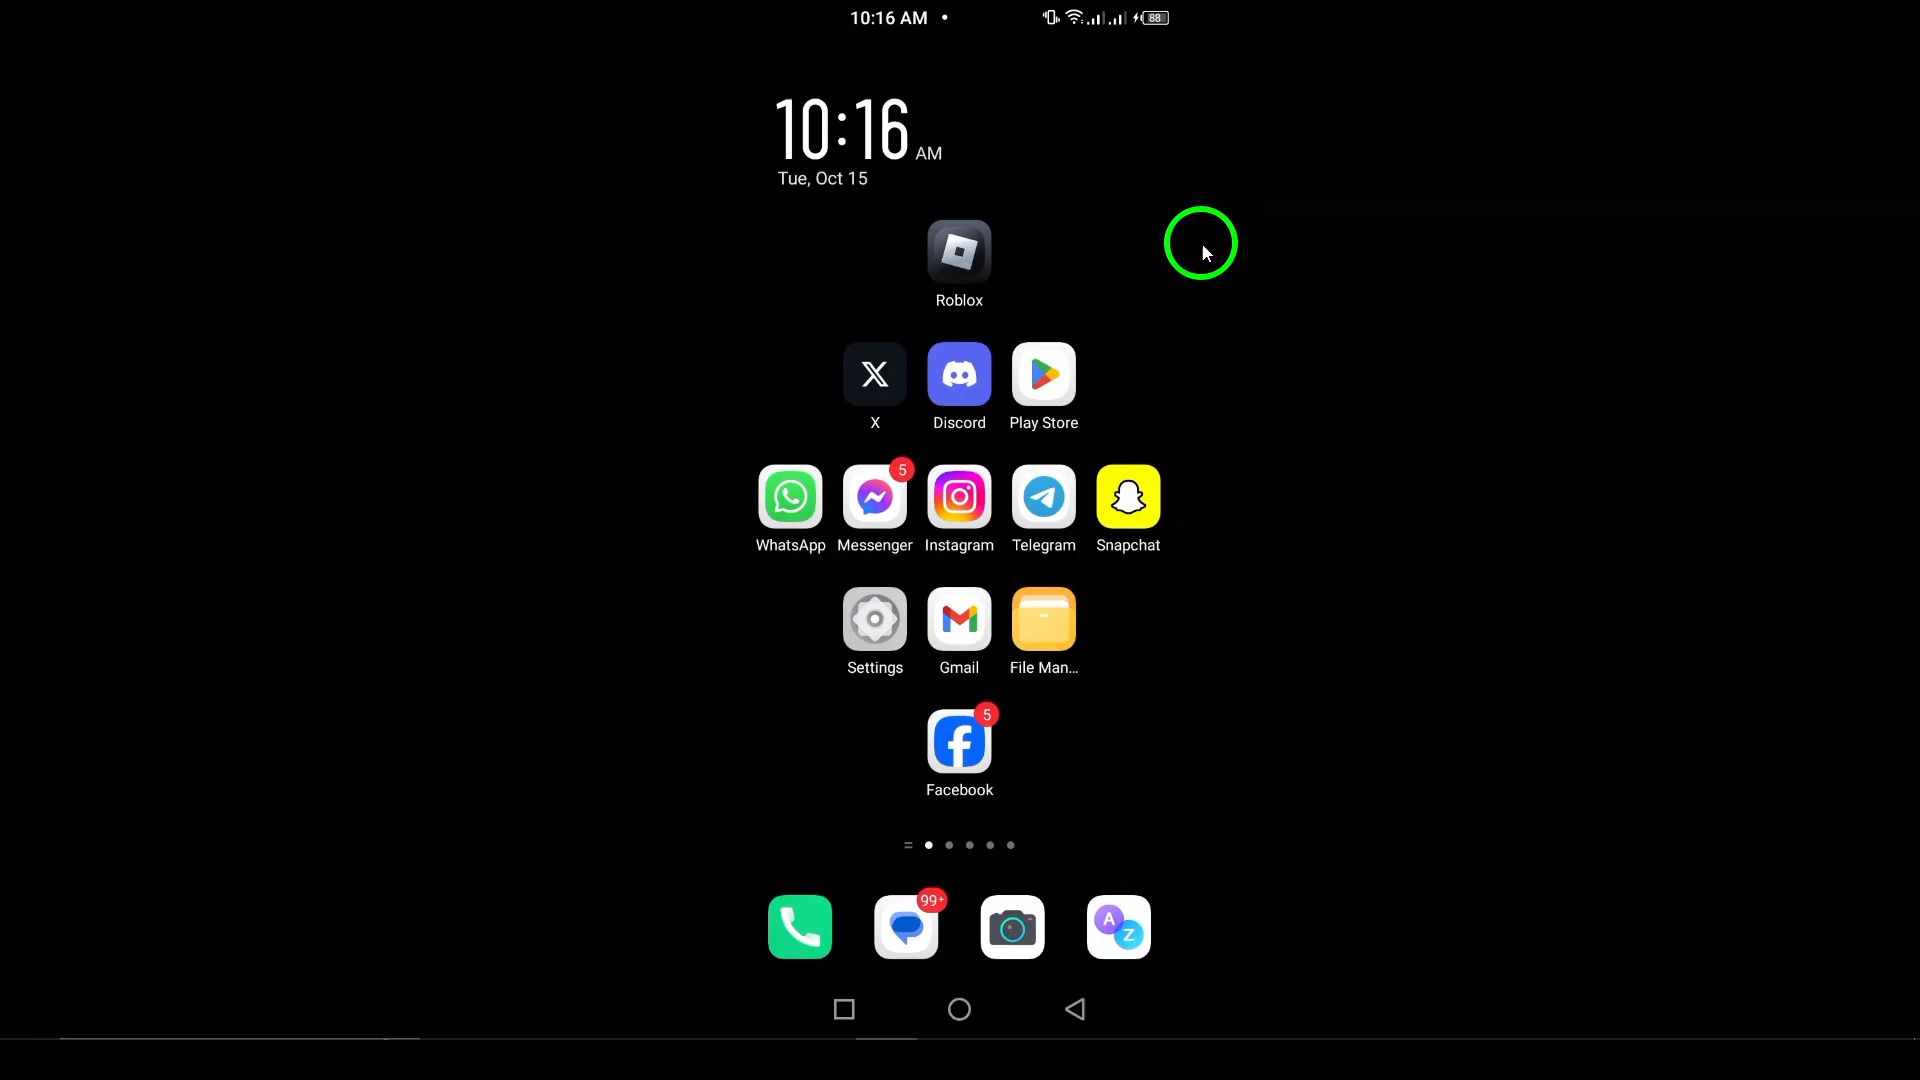 10:16 AM
88
10:16 AM
Tue, Oct 15
Roblox
X Discord Play Store
5
WhatsApp Messenger Instagram Telegram Snapchat
Settings Gmail File Man...
5
Facebook
99+
A Z